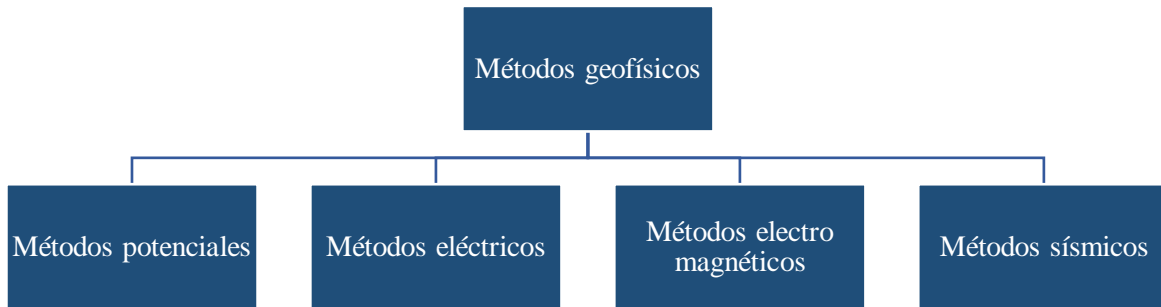 Métodos geofísicos
Métodos potenciales
Métodos eléctricos
Métodos electro
magnéticos
Métodos sísmicos